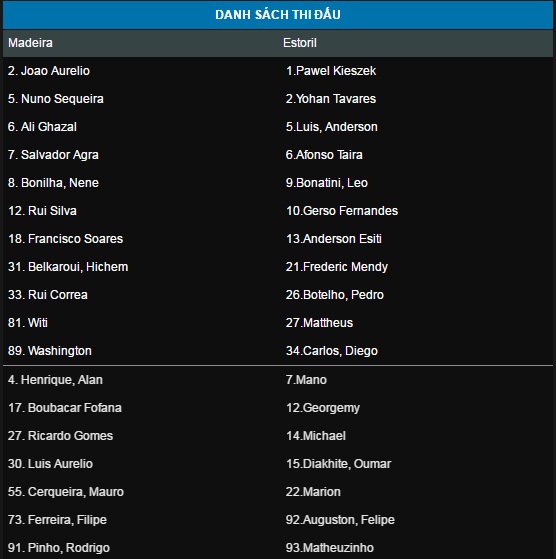 DANH SÁCH THI ĐẤU
Madeira Estoril
2. Joao Aurelio 1.Pawel Kieszek
5. Nuno Sequeira 2.Yohan Tavares
6. Ali Ghazal 5.Luis, Anderson
7. Salvador Agra 6.Afonso Taira
8. Bonilha, Nene 9.Bonatini, Leo
12. Rui Silva 10.Gerso Fernandes
18. Francisco Soares 13.Anderson Esiti
31. Belkaroui, Hichem 21.Frederic Mendy
33. Rui Correa 26.Botelho, Pedro
81. Witi 27.Mattheus
89. Washington 34.Carlos, Diego
4. Henrique, Alan 7.Mano
17. Boubacar Fofana 12.Georgemy
27. Ricardo Gomes 14.Michael
30. Luis Aurelio 15.Diakhite, Oumar
55. Cerqueira, Mauro 22.Marion
73. Ferreira, Filipe 92.Auguston, Felipe
91. Pinho, Rodrigo 93.Matheuzinho